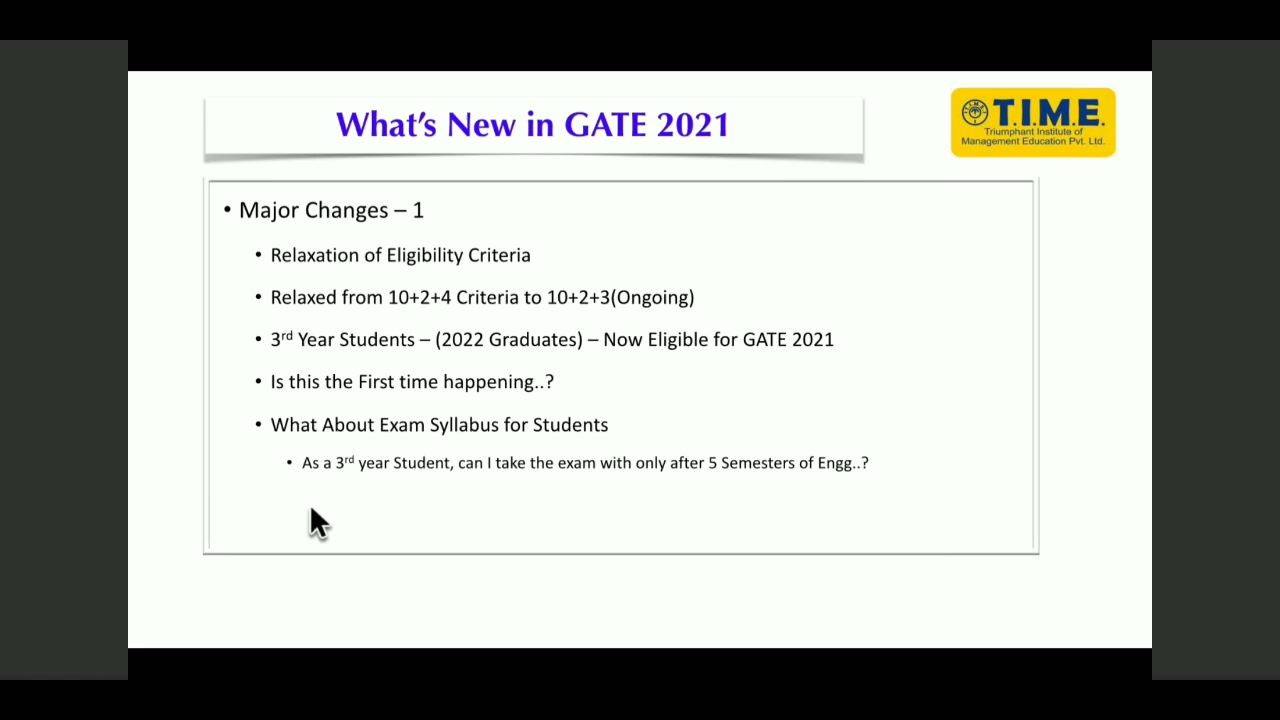 What's New in GATE 2021
T.I.M.E.
Triumphant Institute of
Management Education Pvt. Ltd.
• Major Changes – 1
• Relaxation of Eligibility Criteria
• Relaxed from 10+2+4 Criteria to 10+2+3(Ongoing)
• 3rd Year Students – (2022 Graduates) – Now Eligible for GATE 2021
• Is this the First time happening..?
• What About Exam Syllabus for Students
• As a 3rd year Student, can I take the exam with only after 5 Semesters of Engg..?